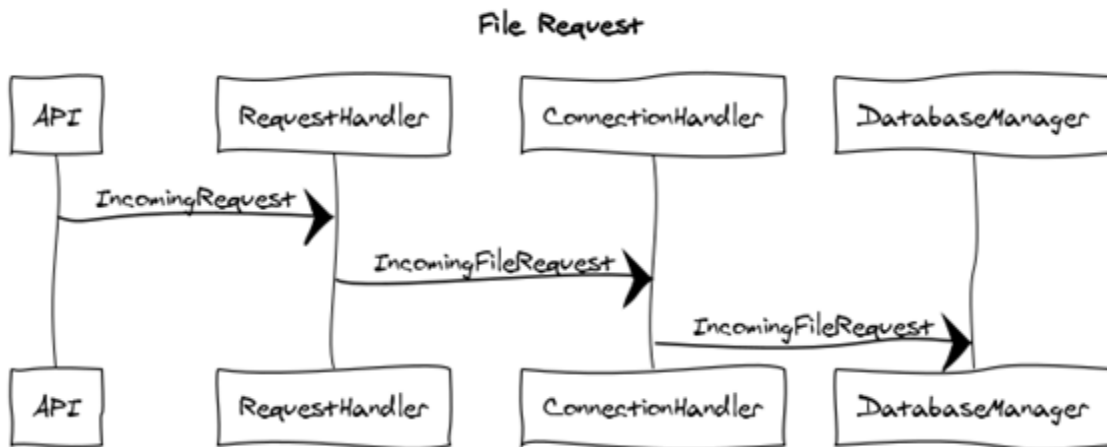 File Request
API RequestHandler ConnectionHandler DatabaseManager
IncomingRequest
IncomingFileRequest
IncomingFileRequest
API RequestHandler ConnectionHandler DatabaseManager